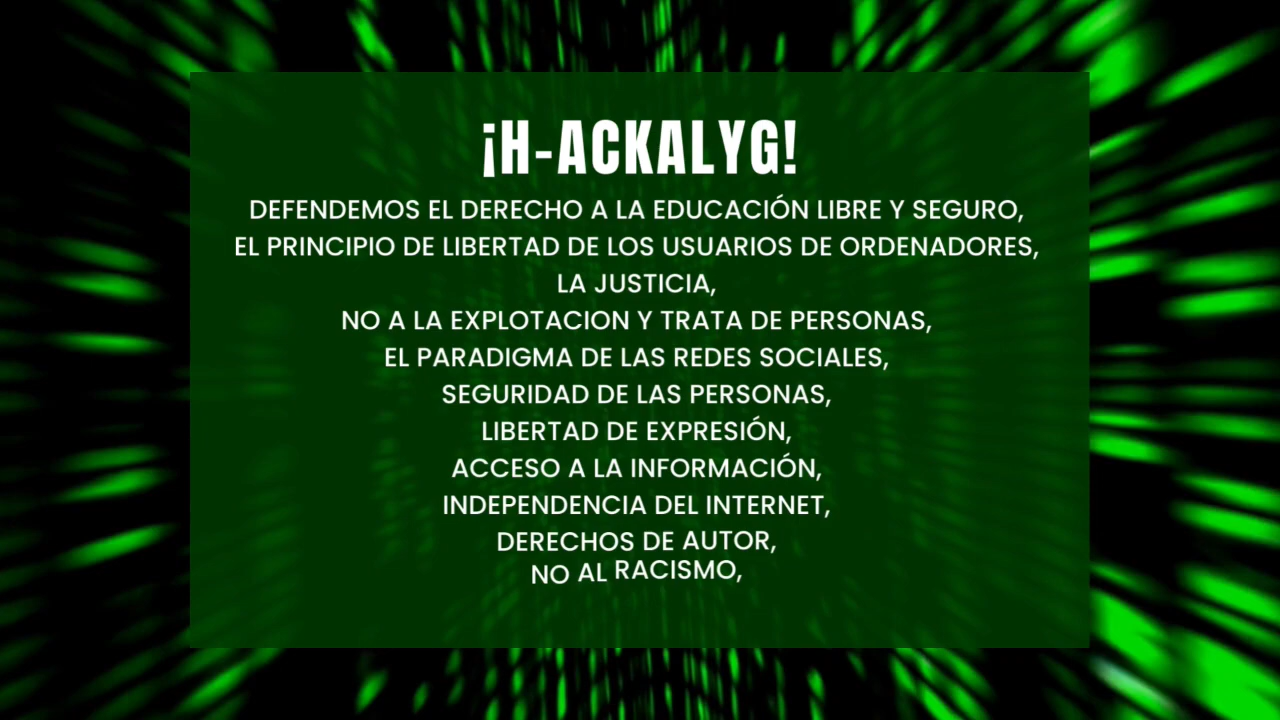 ¡H-ACKALYG!
DEFENDEMOS EL DERECHO A LA EDUCACIÓN LIBRE Y SEGURO,
EL PRINCIPIO DE LIBERTAD DE LOS USUARIOS DE ORDENADORES,
LA JUSTICIA,
NO A LA EXPLOTACION Y TRATA DE PERSONAS,
EL PARADIGMA DE LAS REDES SOCIALES,
SEGURIDAD DE LAS PERSONAS,
LIBERTAD DE EXPRESIÓN,
ACCESO A LA INFORMACIÓN,
INDEPENDENCIA DEL INTERNET,
DERECHOS DE AUTOR,
NO AL RACISMO,